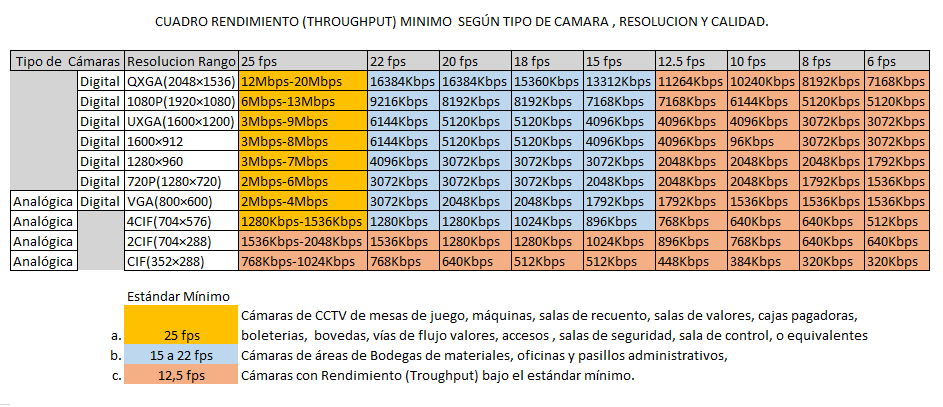 CUADRO RENDIMIENTO (THROUGHPUT) MINIMO SEGÚN TIPO DE CAMARA , RESOLUCION Y CALIDAD.
Tipo de Cámaras Resolucion Rango 25 fps 22 fps 20 fps 18 fps 15 fps 12.5 fps 10 fps 8 fps 6 fps
Digital QXGA(2048×1536) 12Mbps-20Mbps 16384Kbps 16384Kbps 15360Kbps 13312Kbps 11264Kbps 10240Kbps 8192Kbps 7168Kbps
Digital 1080P(1920×1080) 6Mbps-13Mbps 9216Kbps 8192Kbps 8192Kbps 7168Kbps 7168Kbps 6144Kbps 5120Kbps 5120Kbps
Digital UXGA(1600×1200) 3Mbps-9Mbps 6144Kbps 5120Kbps 5120Kbps 4096Kbps 4096Kbps 4096Kbps 3072Kbps 3072Kbps
Digital 1600×912 3Mbps-8Mbps 6144Kbps 5120Kbps 5120Kbps 4096Kbps 4096Kbps 96Kbps 3072Kbps 3072Kbps
Digital 1280×960 3Mbps-7Mbps 4096Kbps 3072Kbps 3072Kbps 3072Kbps 2048Kbps 2048Kbps 2048Kbps 1792Kbps
Digital 720P(1280×720) 2Mbps-6Mbps 3072Kbps 3072Kbps 3072Kbps 2048Kbps 2048Kbps 2048Kbps 1792Kbps 1536Kbps
Analógica Digital VGA(800×600) 2Mbps-4Mbps 3072Kbps 2048Kbps 2048Kbps 1792Kbps 1792Kbps 1536Kbps 1536Kbps 1536Kbps
Analógica 4CIF(704×576) 1280Kbps-1536Kbps 1280Kbps 1280Kbps 1024Kbps 896Kbps 768Kbps 640Kbps 640Kbps 512Kbps
Analógica 2CIF(704×288) 1536Kbps-2048Kbps 1536Kbps 1280Kbps 1280Kbps 1024Kbps 896Kbps 768Kbps 640Kbps 640Kbps
Analógica CIF(352×288) 768Kbps-1024Kbps 768Kbps 640Kbps 512Kbps 512Kbps 448Kbps 384Kbps 320Kbps 320Kbps
Estándar Mínimo
Cámaras de CCTV de mesas de juego, máquinas, salas de recuento, salas de valores, cajas pagadoras,
a. 25 fps boleterias, bovedas, vías de flujo valores, accesos , salas de seguridad, sala de control, o equivalentes
b. 15 a 22 fps Cámaras de áreas de Bodegas de materiales, oficinas y pasillos administrativos,
c. 12,5 fps Cámaras con Rendimiento (Troughput) bajo el estándar mínimo.